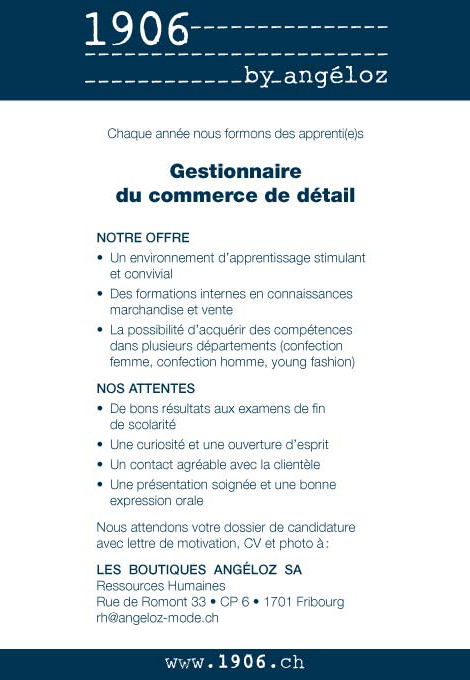 1906
by angéloz
Chaque année nous formons des apprenti(e)s
Gestionnaire
du commerce de détail
NOTRE OFFRE
• Un environnement d'apprentissage stimulant
et convivial
• Des formations internes en connaissances
marchandise et vente
• La possibilité d'acquérir des compétences
dans plusieurs départements (confection
femme, confection homme, young fashion)
NOS ATTENTES
• De bons résultats aux examens de fin
de scolarité
• Une curiosité et une ouverture d'esprit
• Un contact agréable avec la clientèle
• Une présentation soignée et une bonne
expression orale
Nous attendons votre dossier de candidature
avec lettre de motivation, CV et photo à :
LES BOUTIQUES ANGÉLOZ SA
Ressources Humaines
Rue de Romont 33 • CP 6 • 1701 Fribourg
rh@angeloz-mode.ch
www.1906.ch